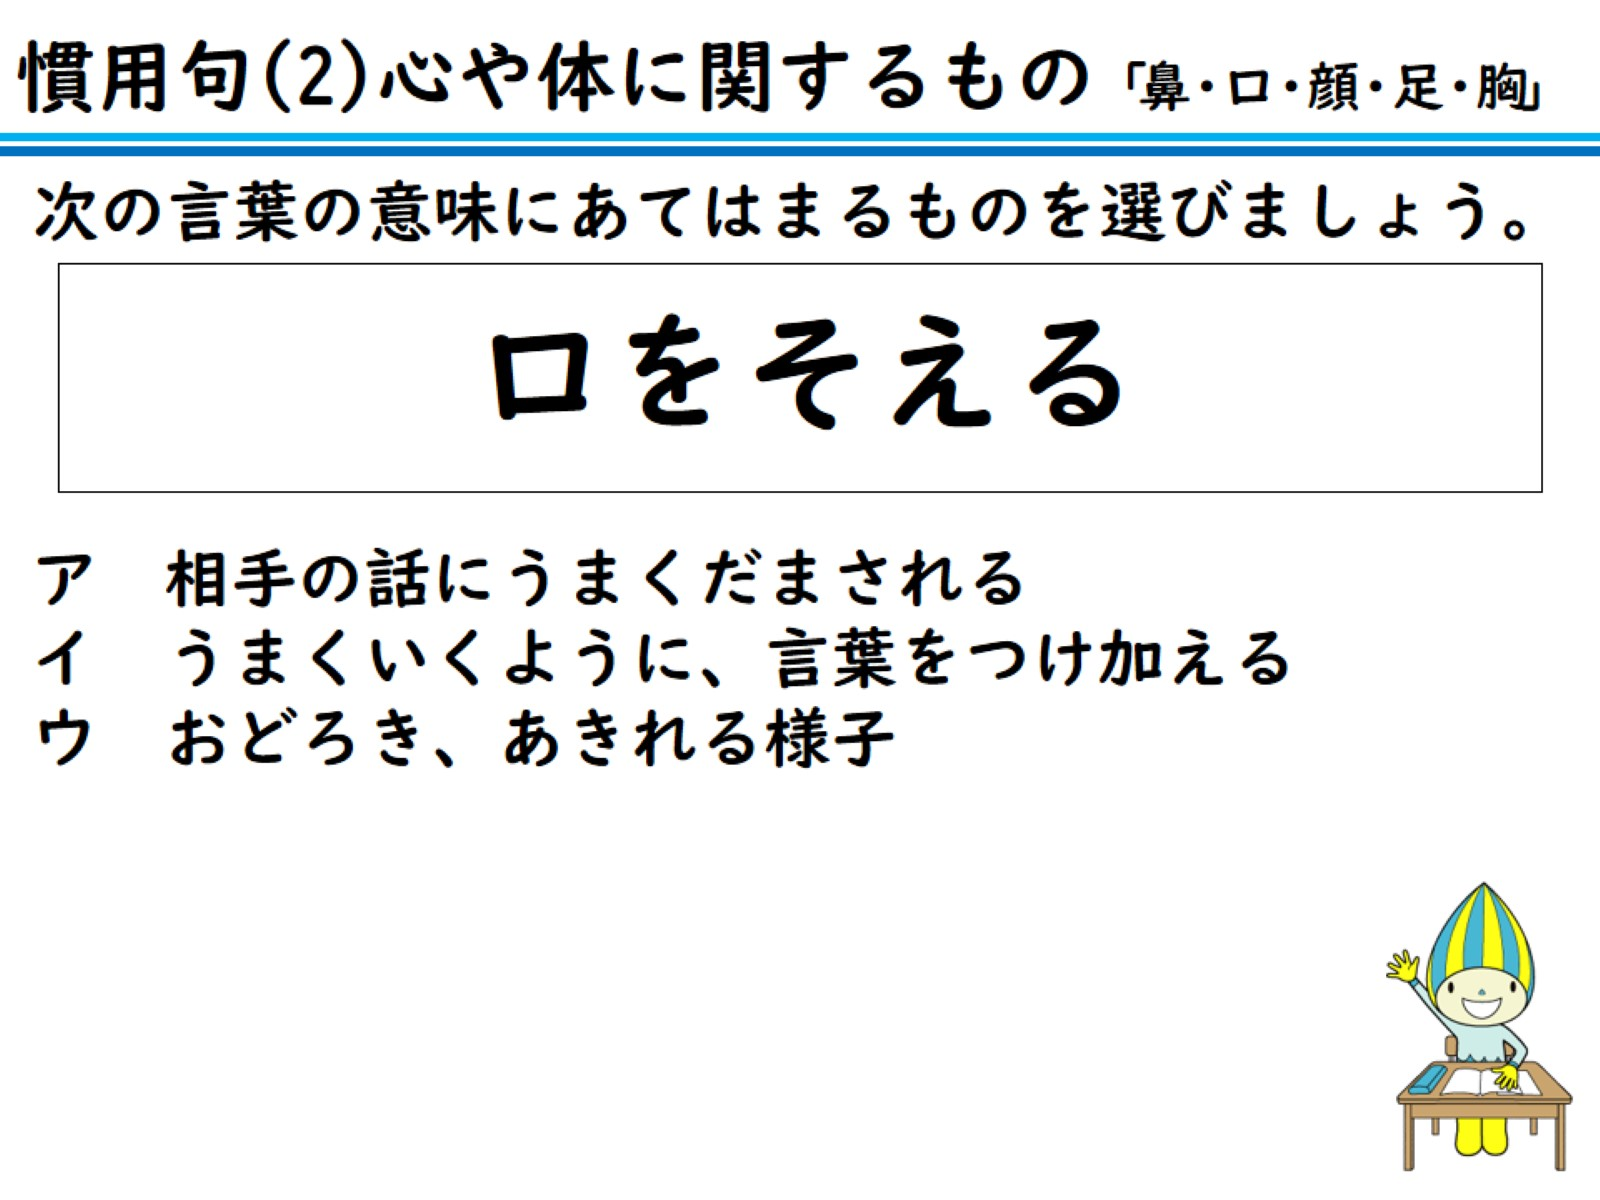 慣用句(2)心や体に関するもの「鼻・口・顔・足・胸」
次の言葉の意味にあてはまるものを選びましょう。
口をそえる
ア　相手の話にうまくだまされる
イ　うまくいくように、言葉をつけ加える
ウ　おどろき、あきれる様子